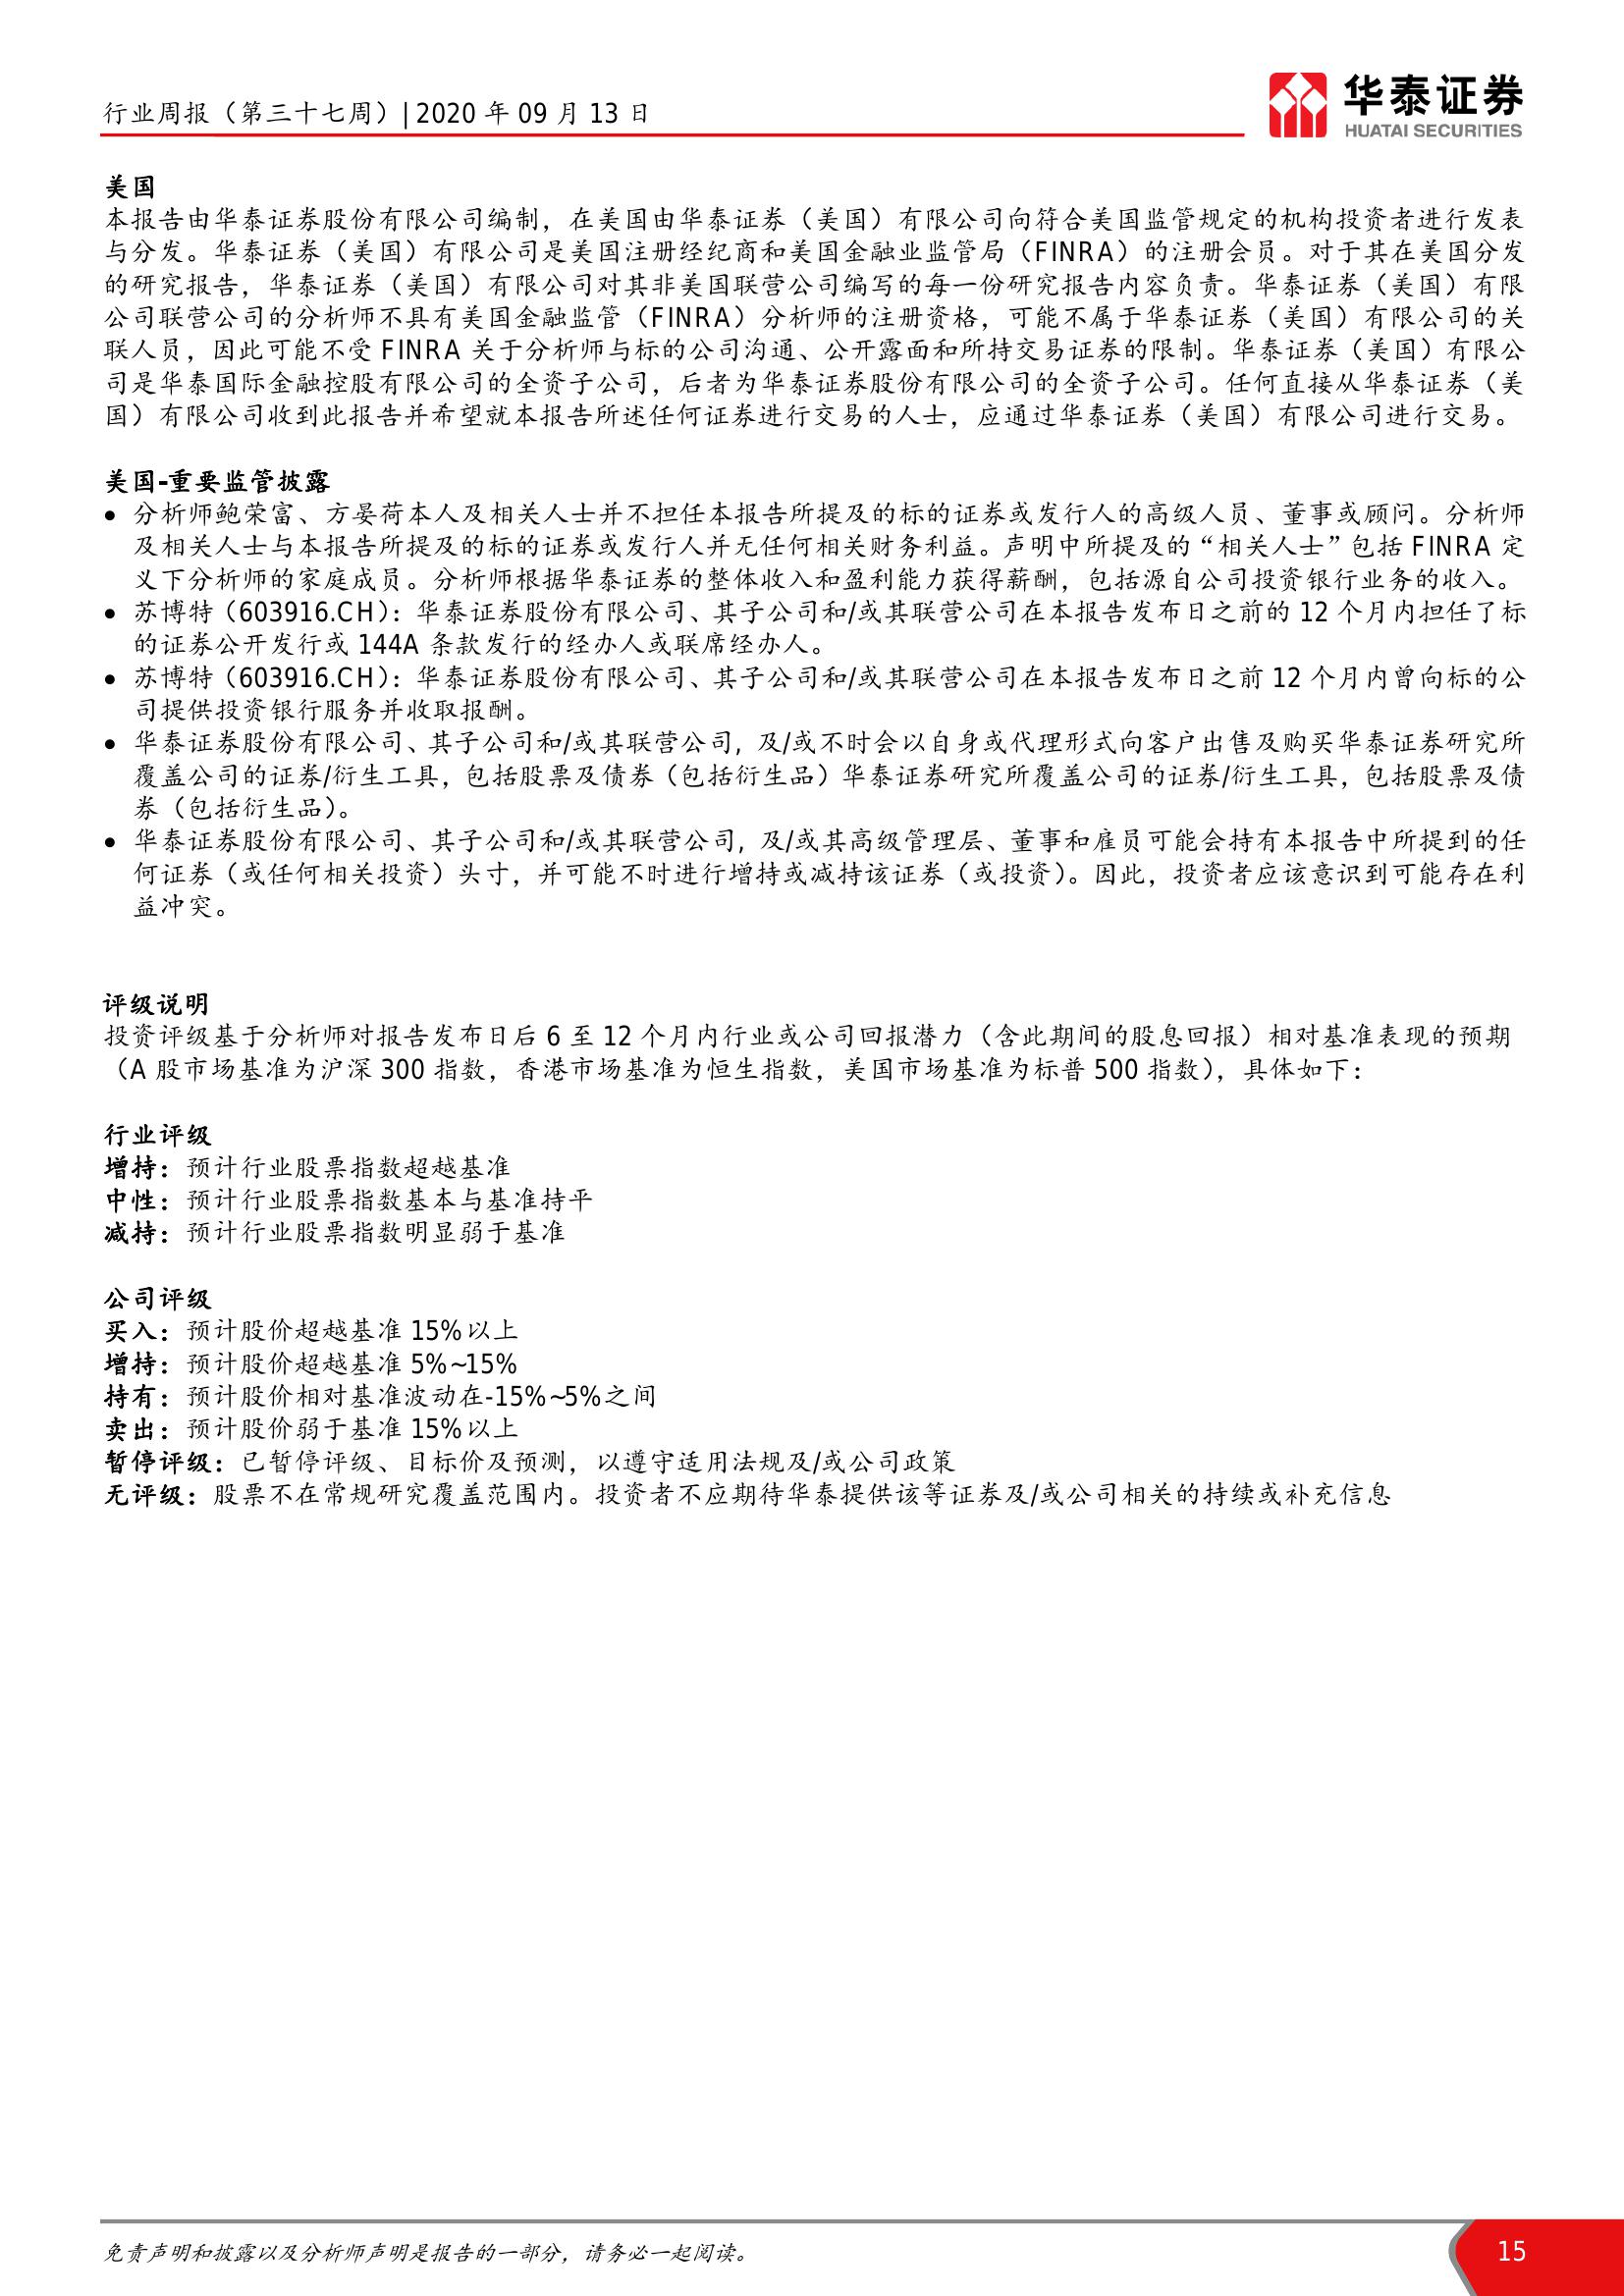 行业周报（第三十七周）| 2020 年 09 月 13 日
华泰证券
HUATAI SECURITIES
美国
本报告由华泰证券股份有限公司编制，在美国由华泰证券（美国）有限公司向符合美国监管规定的机构投资者进行发表
与分发。华泰证券（美国）有限公司是美国注册经纪商和美国金融业监管局（FINRA）的注册会员。对于其在美国分发
的研究报告，华泰证券（美国）有限公司对其非美国联营公司编写的每一份研究报告内容负责。华泰证券（美国）有限
公司联营公司的分析师不具有美国金融监管（FINRA）分析师的注册资格，可能不属于华泰证券（美国）有限公司的关
联人员，因此可能不受 FINRA 关于分析师与标的公司沟通、公开露面和所持交易证券的限制。华泰证券（美国）有限公
司是华泰国际金融控股有限公司的全资子公司，后者为华泰证券股份有限公司的全资子公司。任何直接从华泰证券（美
国）有限公司收到此报告并希望就本报告所述任何证券进行交易的人士，应通过华泰证券（美国）有限公司进行交易。
美国-重要监管披露
● 分析师鲍荣富、方晏荷本人及相关人士并不担任本报告所提及的标的证券或发行人的高级人员、董事或顾问。分析师
及相关人士与本报告所提及的标的证券或发行人并无任何相关财务利益。声明中所提及的“相关人士”包括 FINRA 定
义下分析师的家庭成员。分析师根据华泰证券的整体收入和盈利能力获得薪酬，包括源自公司投资银行业务的收入。
● 苏博特（603916.CH）：华泰证券股份有限公司、其子公司和/或其联营公司在本报告发布日之前的 12 个月内担任了标
的证券公开发行或 144A 条款发行的经办人或联席经办人。
● 苏博特（603916.CH）：华泰证券股份有限公司、其子公司和/或其联营公司在本报告发布日之前 12 个月内曾向标的公
司提供投资银行服务并收取报酬。
● 华泰证券股份有限公司、其子公司和/或其联营公司, 及/或不时会以自身或代理形式向客户出售及购买华泰证券研究所
覆盖公司的证券/衍生工具，包括股票及债券（包括衍生品）华泰证券研究所覆盖公司的证券/衍生工具，包括股票及债
券（包括衍生品）。
● 华泰证券股份有限公司、其子公司和/或其联营公司, 及/或其高级管理层、董事和雇员可能会持有本报告中所提到的任
何证券（或任何相关投资）头寸，并可能不时进行增持或减持该证券（或投资）。因此，投资者应该意识到可能存在利
益冲突。
评级说明
投资评级基于分析师对报告发布日后 6 至 12 个月内行业或公司回报潜力（含此期间的股息回报）相对基准表现的预期
（A 股市场基准为沪深 300 指数，香港市场基准为恒生指数，美国市场基准为标普 500 指数），具体如下：
行业评级
增持：预计行业股票指数超越基准
中性：预计行业股票指数基本与基准持平
减持：预计行业股票指数明显弱于基准
公司评级
买入：预计股价超越基准 15%以上
增持：预计股价超越基准 5%~15%
持有：预计股价相对基准波动在-15%~5%之间
卖出：预计股价弱于基准 15%以上
暂停评级：已暂停评级、目标价及预测，以遵守适用法规及/或公司政策
无评级：股票不在常规研究覆盖范围内。投资者不应期待华泰提供该等证券及/或公司相关的持续或补充信息
免责声明和披露以及分析师声明是报告的一部分，请务必一起阅读。
15